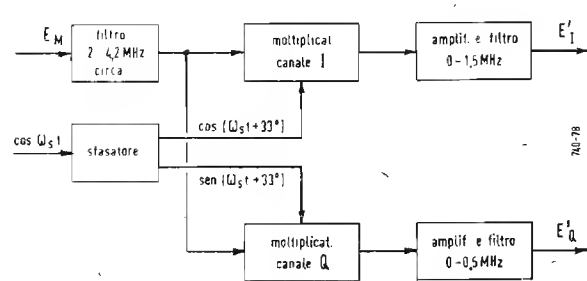 E_M
filtro
2 - 4,2 MHz
circa
moltiplicat.
canale I
amplif. e filtro
0 - 1,5 MHz
E'_I
cos ω_s t
sfasatore
cos (ω_s t + 33°)
sen (ω_s t + 33°)
moltiplicat.
canale Q
amplif. e filtro
0 - 0,5 MHz
E'_Q
740-78